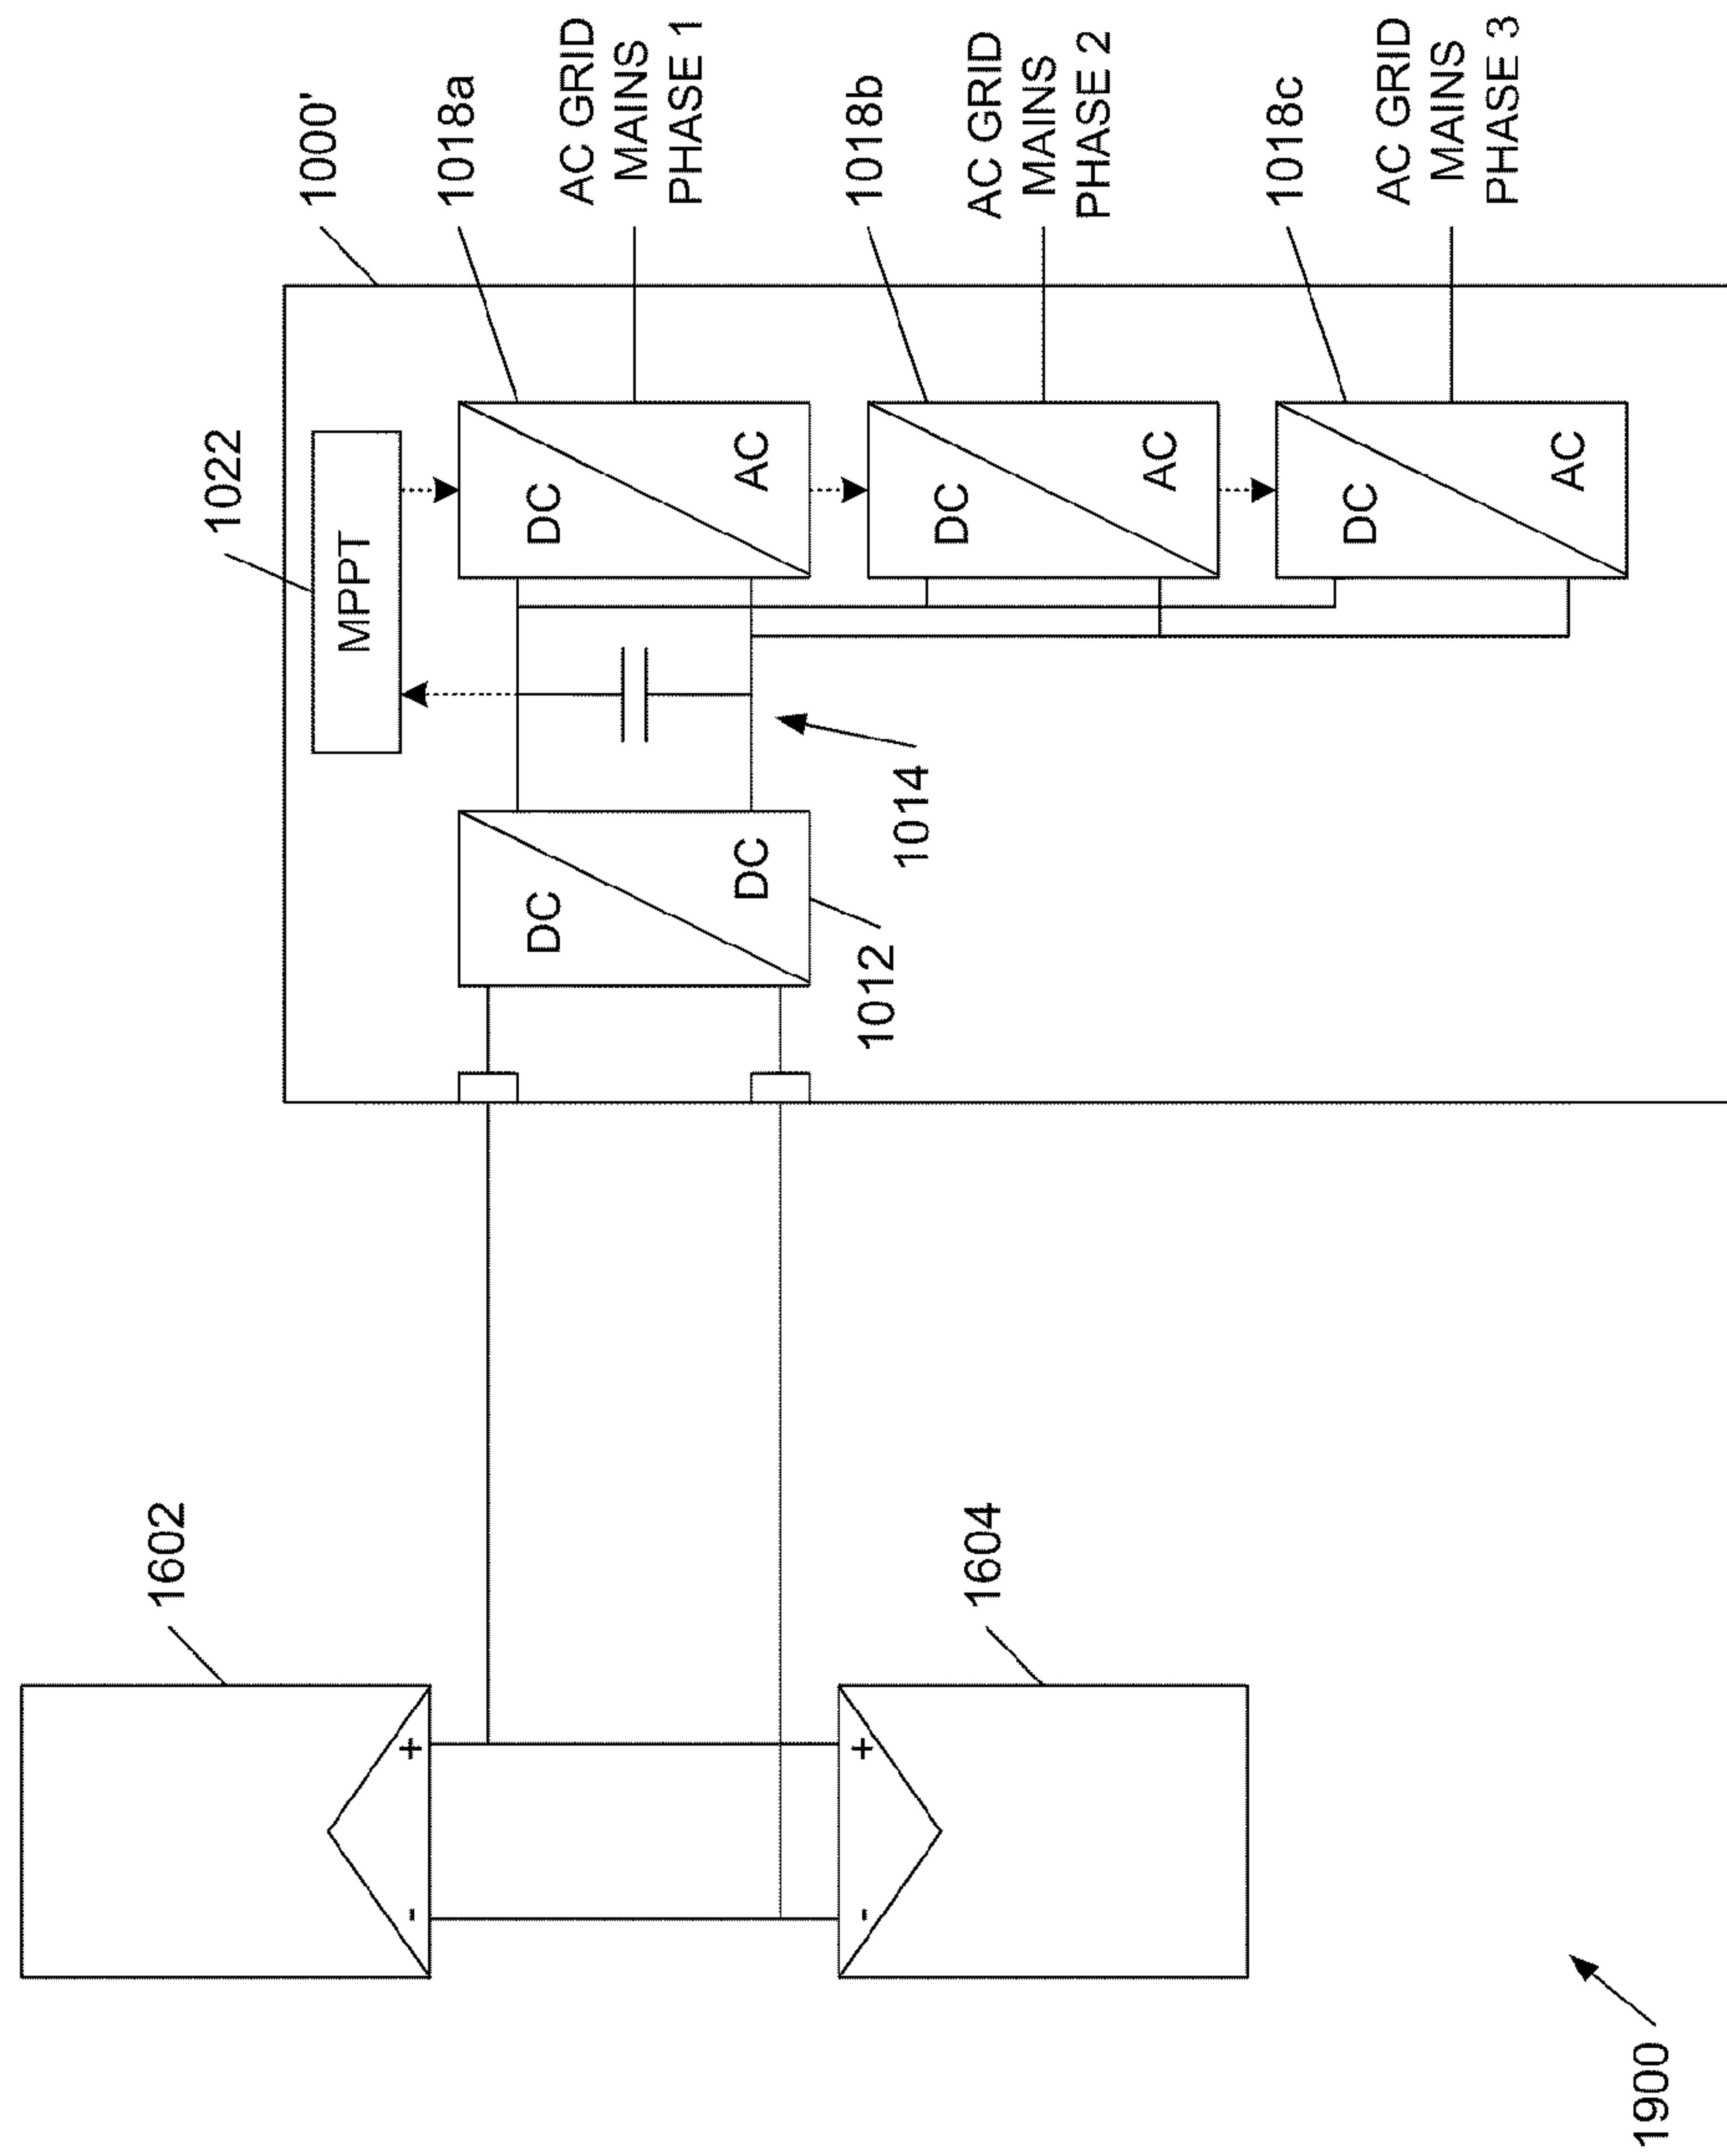 1000'
1022
MPPT
1018a
DC
AC
AC GRID
MAINS
PHASE 1
1018b
DC
AC
AC GRID
MAINS
PHASE 2
1018c
DC
AC
AC GRID
MAINS
PHASE 3
1014
DC
DC
1012
1602
+
-
1604
+
-
1900